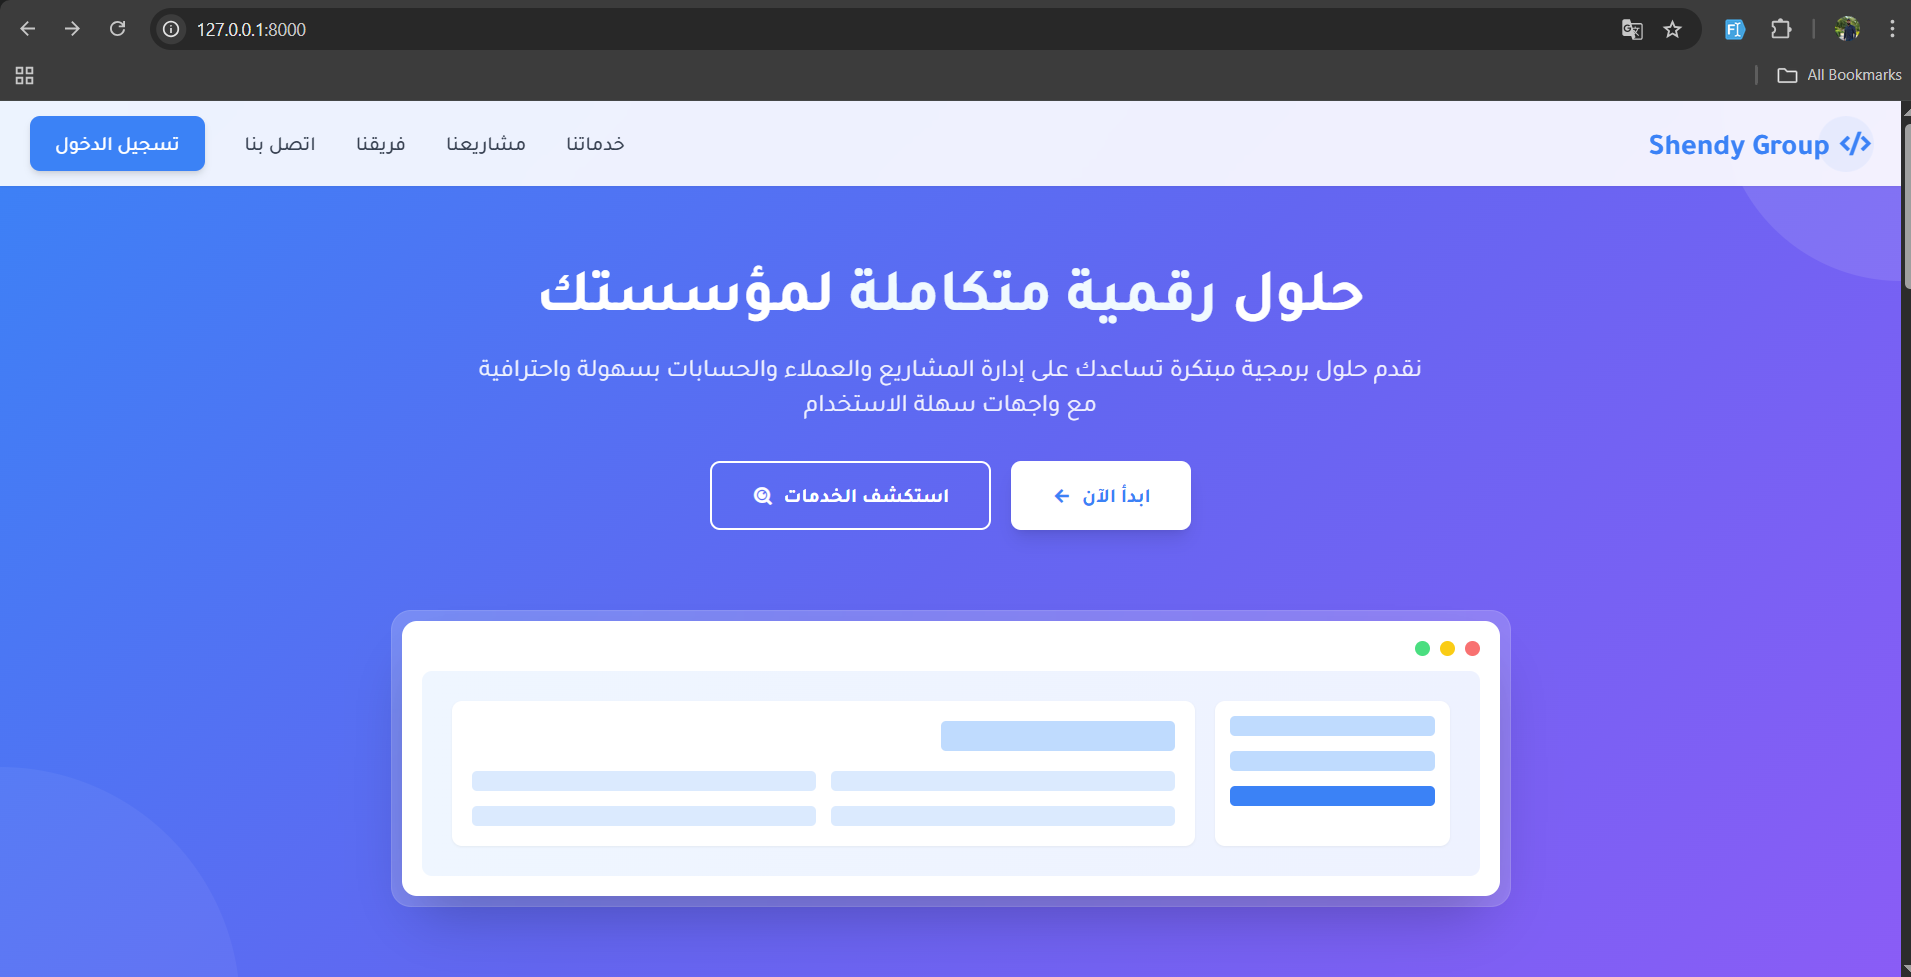 127.0.0.1:8000
All Bookmarks
Shendy Group </>
خدماتنا
مشاريعنا
فريقنا
اتصل بنا
تسجيل الدخول
حلول رقمية متكاملة لمؤسستك
نقدم حلول برمجية مبتكرة تساعدك على إدارة المشاريع والعملاء والحسابات بسهولة واحترافية
مع واجهات سهلة الاستخدام
ابدأ الآن
استكشف الخدمات